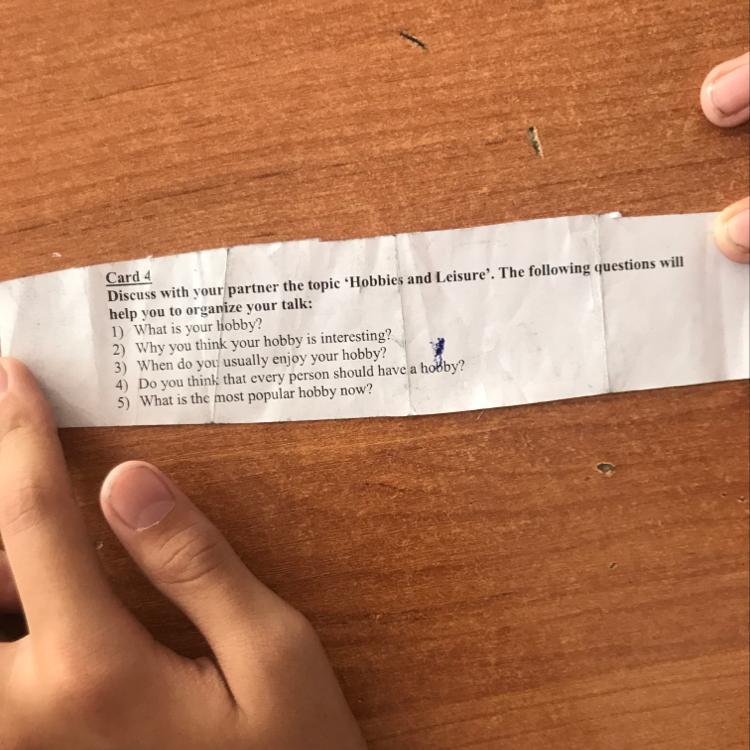 Card 4
Discuss with your partner the topic ‘Hobbies and Leisure’. The following questions will
help you to organize your talk:
1) What is your hobby?
2) Why you think your hobby is interesting?
3) When do you usually enjoy your hobby?
4) Do you think that every person should have a hobby?
5) What is the most popular hobby now?